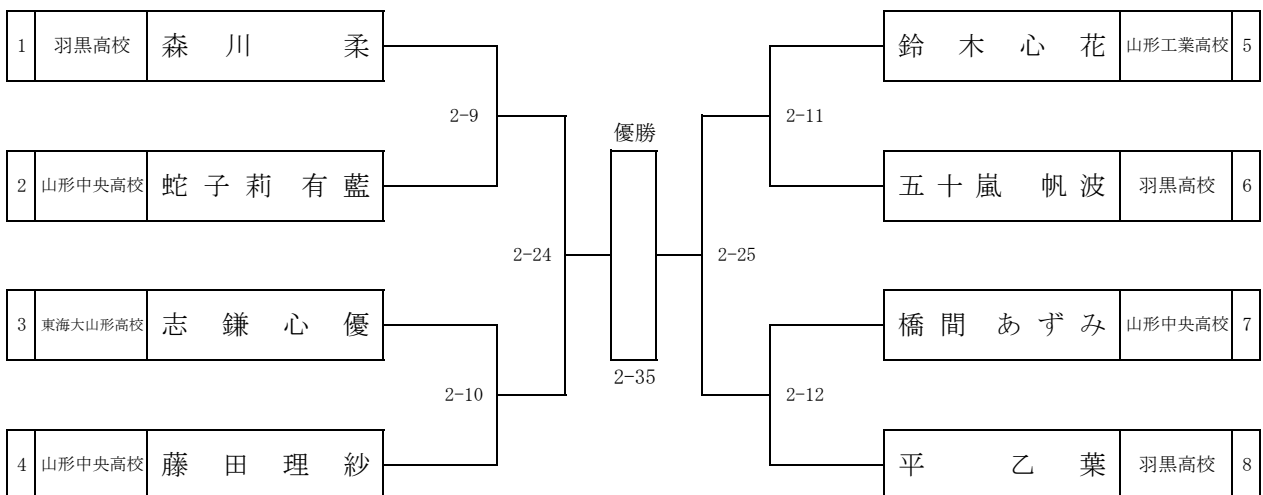 1 羽黒高校 森川 柔
2-9
2 山形中央高校 蛇子莉 有藍
2-24
3 東海大山形高校 志鎌心優
2-10
4 山形中央高校 藤田理紗
優勝
2-35
鈴木心花 山形工業高校 5
2-11
五十嵐 帆波 羽黒高校 6
2-25
橋間 あずみ 山形中央高校 7
2-12
平 乙葉 羽黒高校 8